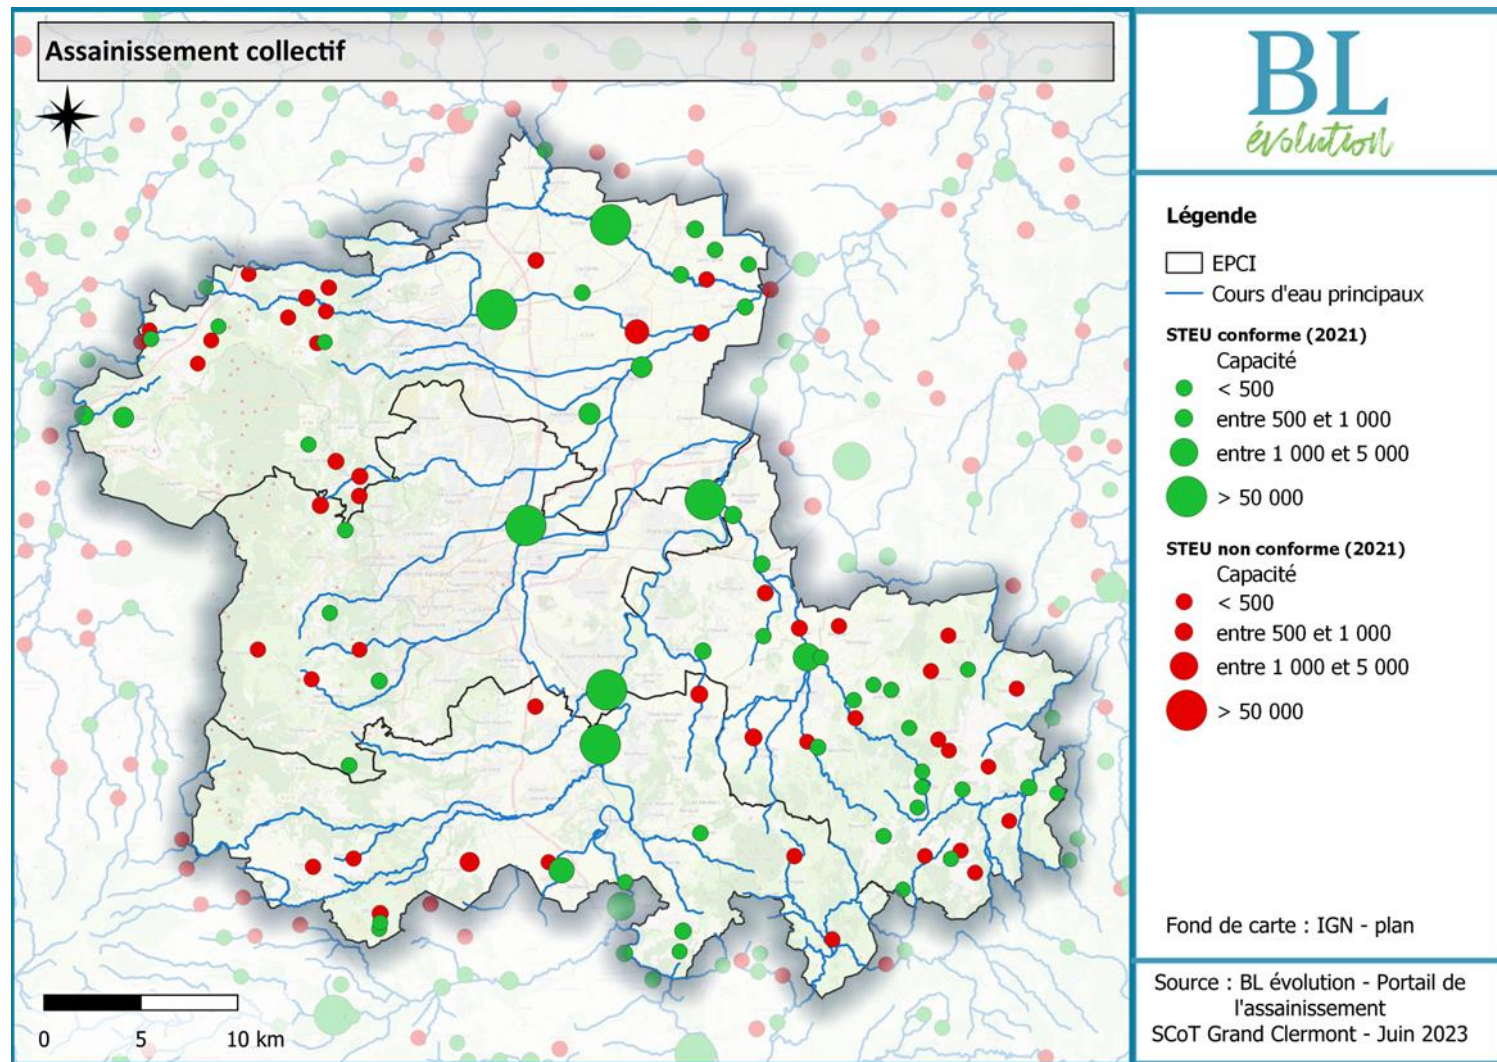 Assainissement collectif
BL
évolution
Légende
EPCI
Cours d'eau principaux
STEU conforme (2021)
Capacité
< 500
entre 500 et 1 000
entre 1 000 et 5 000
> 50 000
STEU non conforme (2021)
Capacité
< 500
entre 500 et 1 000
entre 1 000 et 5 000
> 50 000
Fond de carte : IGN - plan
0 5 10 km
Source : BL évolution - Portail de
l'assainissement
SCoT Grand Clermont - Juin 2023